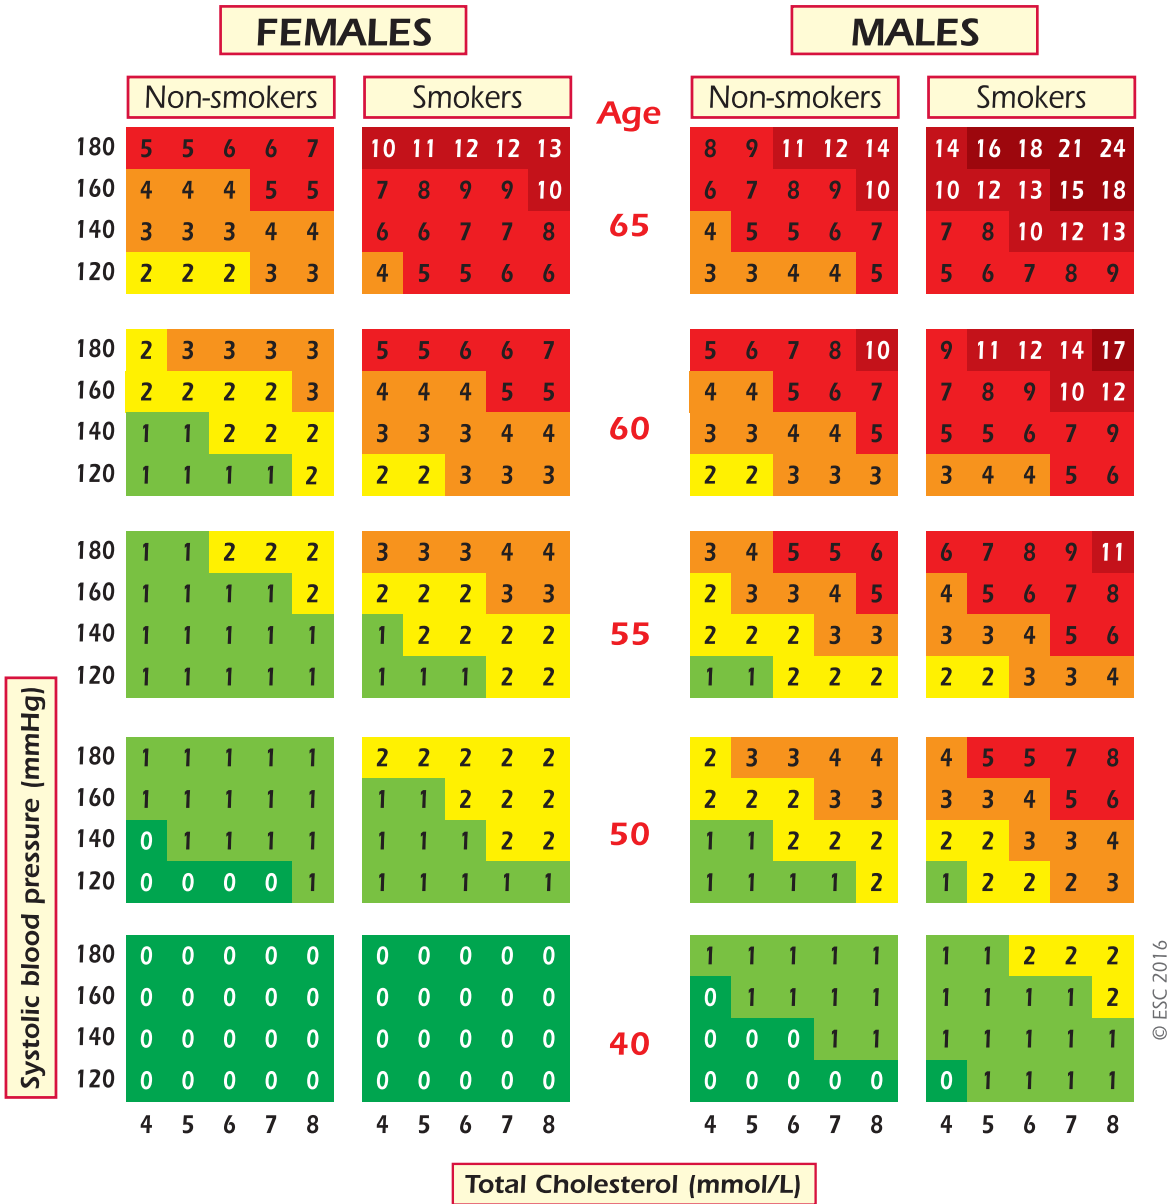 FEMALES MALES
Non-smokers Smokers Age Non-smokers Smokers
180 5 5 6 6 7 10 11 12 12 13 8 9 11 12 14 14 16 18 21 24
160 4 4 4 5 5 7 8 9 9 10 6 7 8 9 10 10 12 13 15 18
65
140 3 3 3 4 4 6 6 7 7 8 4 5 5 6 7 7 8 10 12 13
120 2 2 2 3 3 4 5 5 6 6 3 3 4 4 5 5 6 7 8 9
180 2 3 3 3 3 5 5 6 6 7 5 6 7 8 10 9 11 12 14 17
160 2 2 2 2 3 4 4 4 5 5 4 4 5 6 7 7 8 9 10 12
60
140 1 1 2 2 2 3 3 3 4 4 3 3 4 4 5 5 5 6 7 9
120 1 1 1 1 2 2 2 3 3 3 2 2 3 3 3 3 4 4 5 6
180 1 1 2 2 2 3 3 3 4 4 3 4 5 5 6 6 7 8 9 11
160 1 1 1 1 2 2 2 2 3 3 2 3 3 4 5 4 5 6 7 8
55
140 1 1 1 1 1 1 2 2 2 2 2 2 2 3 3 3 3 4 5 6
120 1 1 1 1 1 1 1 1 2 2 1 1 2 2 2 2 2 3 3 4
180 1 1 1 1 1 2 2 2 2 2 2 3 3 4 4 4 5 5 7 8
160 1 1 1 1 1 1 1 2 2 2 2 2 2 3 3 3 3 4 5 6
50
140 0 1 1 1 1 1 1 1 2 2 1 1 2 2 2 2 2 3 3 4
120 0 0 0 0 1 1 1 1 1 1 1 1 1 1 2 1 2 2 2 3
180 0 0 0 0 0 0 0 0 0 0 1 1 1 1 1 1 1 2 2 2
160 0 0 0 0 0 0 0 0 0 0 0 1 1 1 1 1 1 1 1 2
40
140 0 0 0 0 0 0 0 0 0 0 0 0 0 1 1 1 1 1 1 1
120 0 0 0 0 0 0 0 0 0 0 0 0 0 0 0 0 1 1 1 1
4 5 6 7 8 4 5 6 7 8 4 5 6 7 8 4 5 6 7 8
Systolic blood pressure (mmHg)
Total Cholesterol (mmol/L)
© ESC 2016